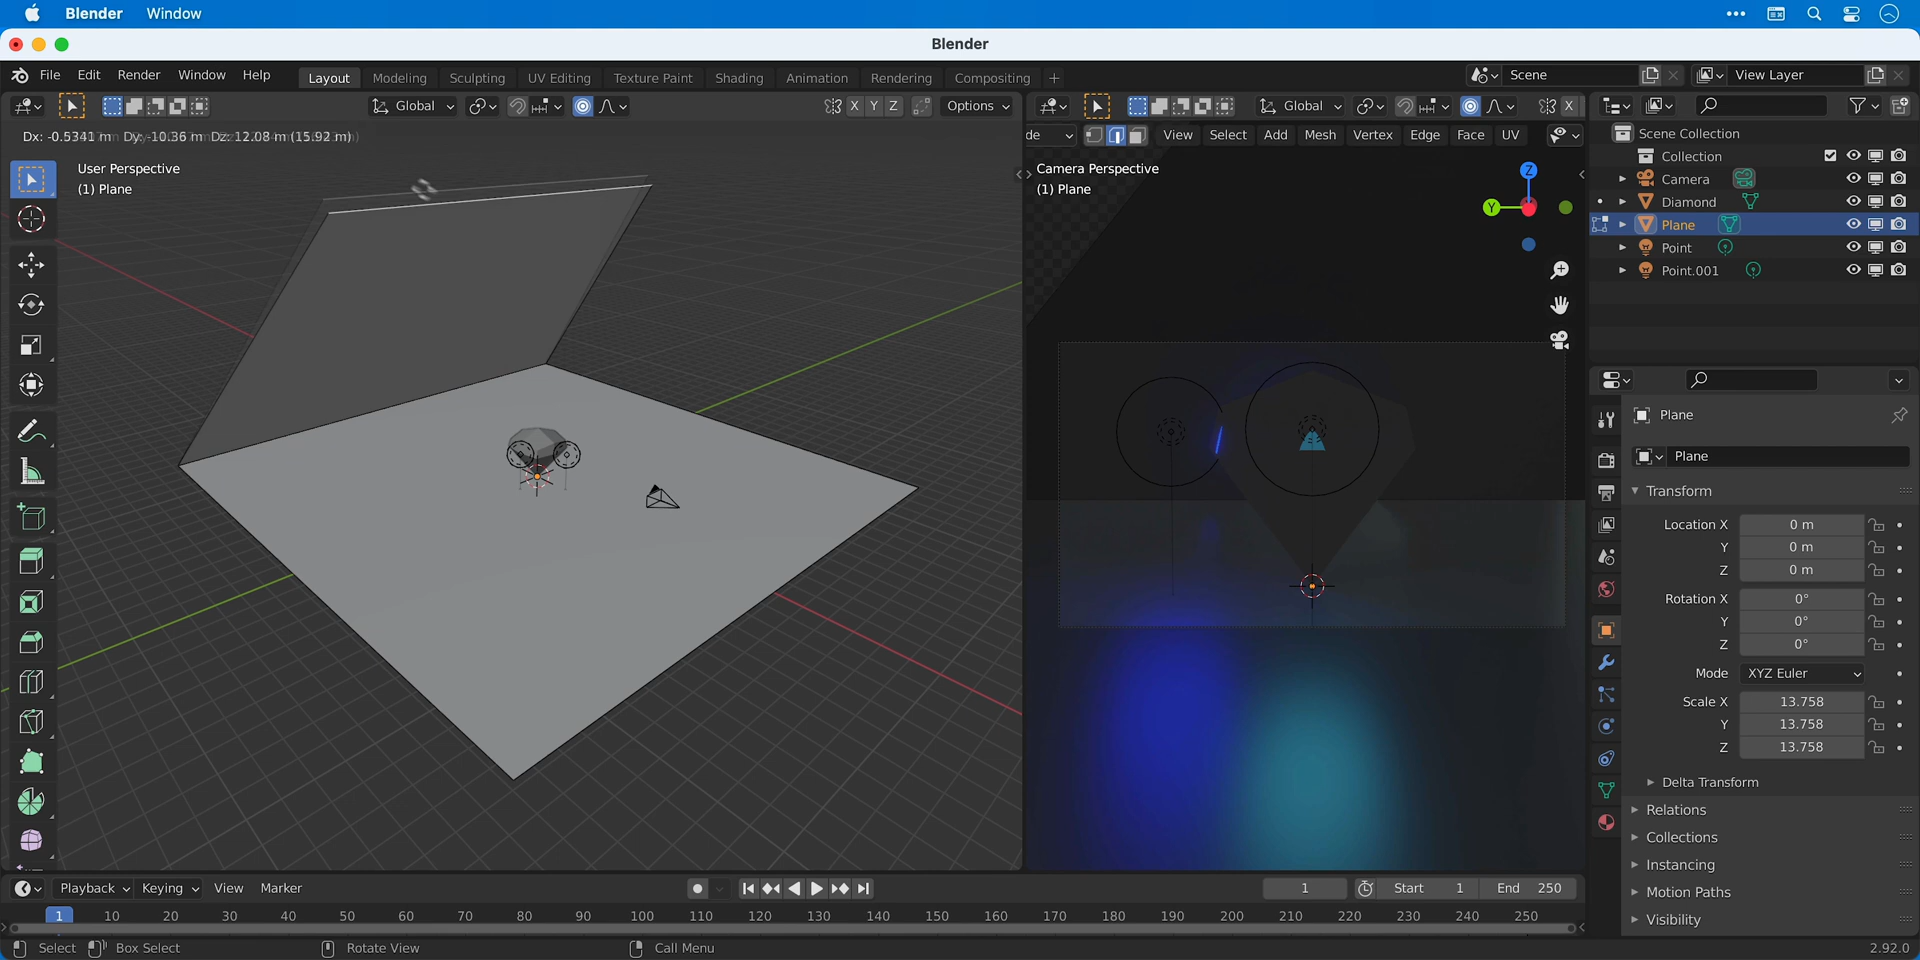 Blender Window
Blender
File Edit Render Window Help Layout Modeling Sculpting UV Editing Texture Paint Shading Animation Rendering Compositing + Scene View Layer
Global X Y Z Options Global X
Dx: -0.5341 m Dy: -10.36 m Dz: 12.08 m (15.92 m)
de View Select Add Mesh Vertex Edge Face UV
User Perspective
(1) Plane
Camera Perspective
(1) Plane
Z
Y
Scene Collection
Collection
Camera
Diamond
Plane
Point
Point.001
Plane
Plane
Transform
Location X 0 m
Y 0 m
Z 0 m
Rotation X 0°
Y 0°
Z 0°
Mode XYZ Euler
Scale X 13.758
Y 13.758
Z 13.758
Delta Transform
Relations
Collections
Instancing
Motion Paths
Visibility
Playback Keying View Marker 1 Start 1 End 250
1 10 20 30 40 50 60 70 80 90 100 110 120 130 140 150 160 170 180 190 200 210 220 230 240 250
Select Box Select Rotate View Call Menu 2.92.0